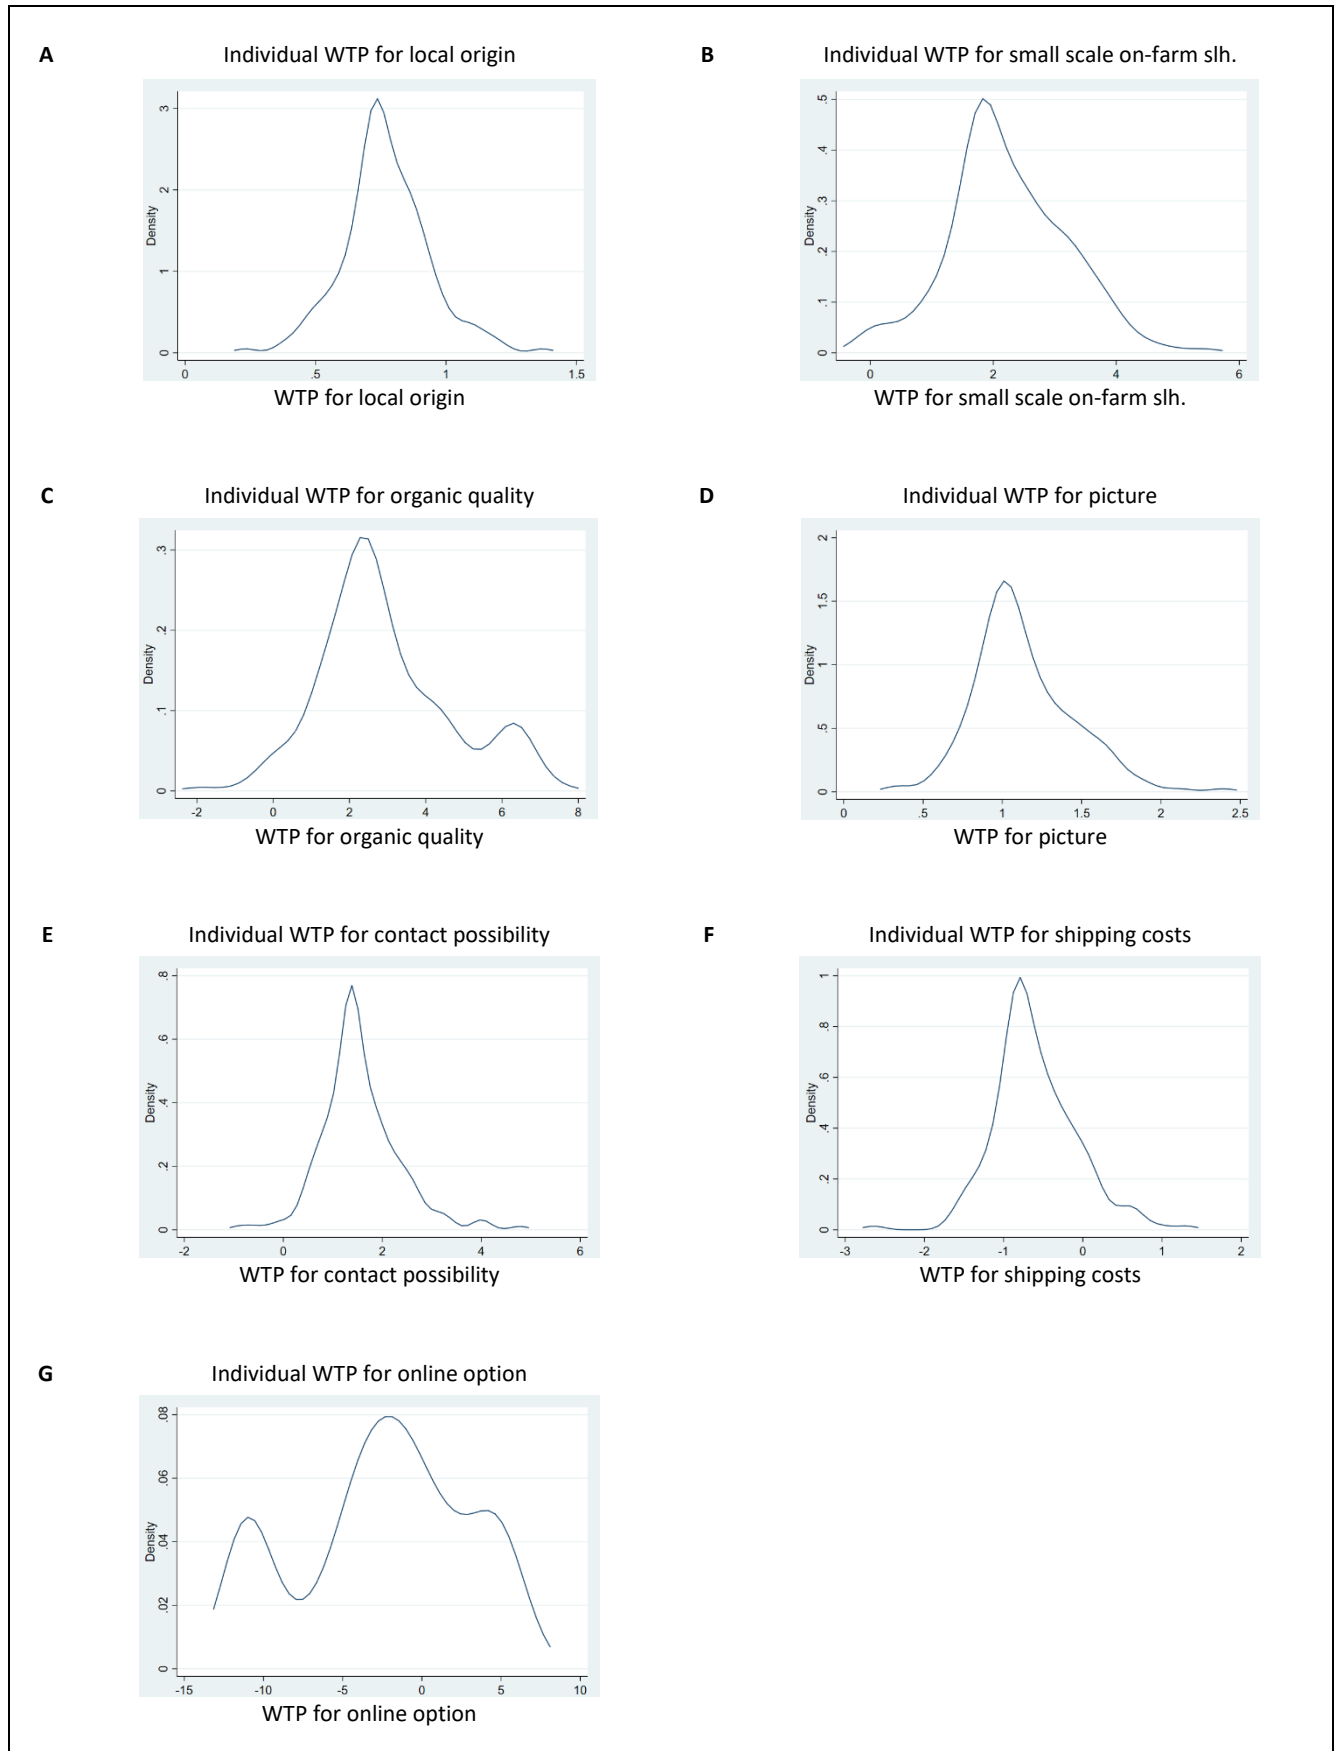 A
Individual WTP for local origin
Density
0 1 2 3
0 .5 1 1.5
WTP for local origin
B
Individual WTP for small scale on-farm slh.
Density
0 .1 .2 .3 .4 .5
0 2 4 6
WTP for small scale on-farm slh.
C
Individual WTP for organic quality
Density
0 .1 .2 .3
-2 0 2 4 6 8
WTP for organic quality
D
Individual WTP for picture
Density
0 .5 1 1.5 2
0 .5 1 1.5 2 2.5
WTP for picture
E
Individual WTP for contact possibility
Density
0 .2 .4 .6 .8
-2 0 2 4 6
WTP for contact possibility
F
Individual WTP for shipping costs
Density
0 .2 .4 .6 .8 1
-3 -2 -1 0 1 2
WTP for shipping costs
G
Individual WTP for online option
Density
0 .02 .04 .06 .08
-15 -10 -5 0 5 10
WTP for online option